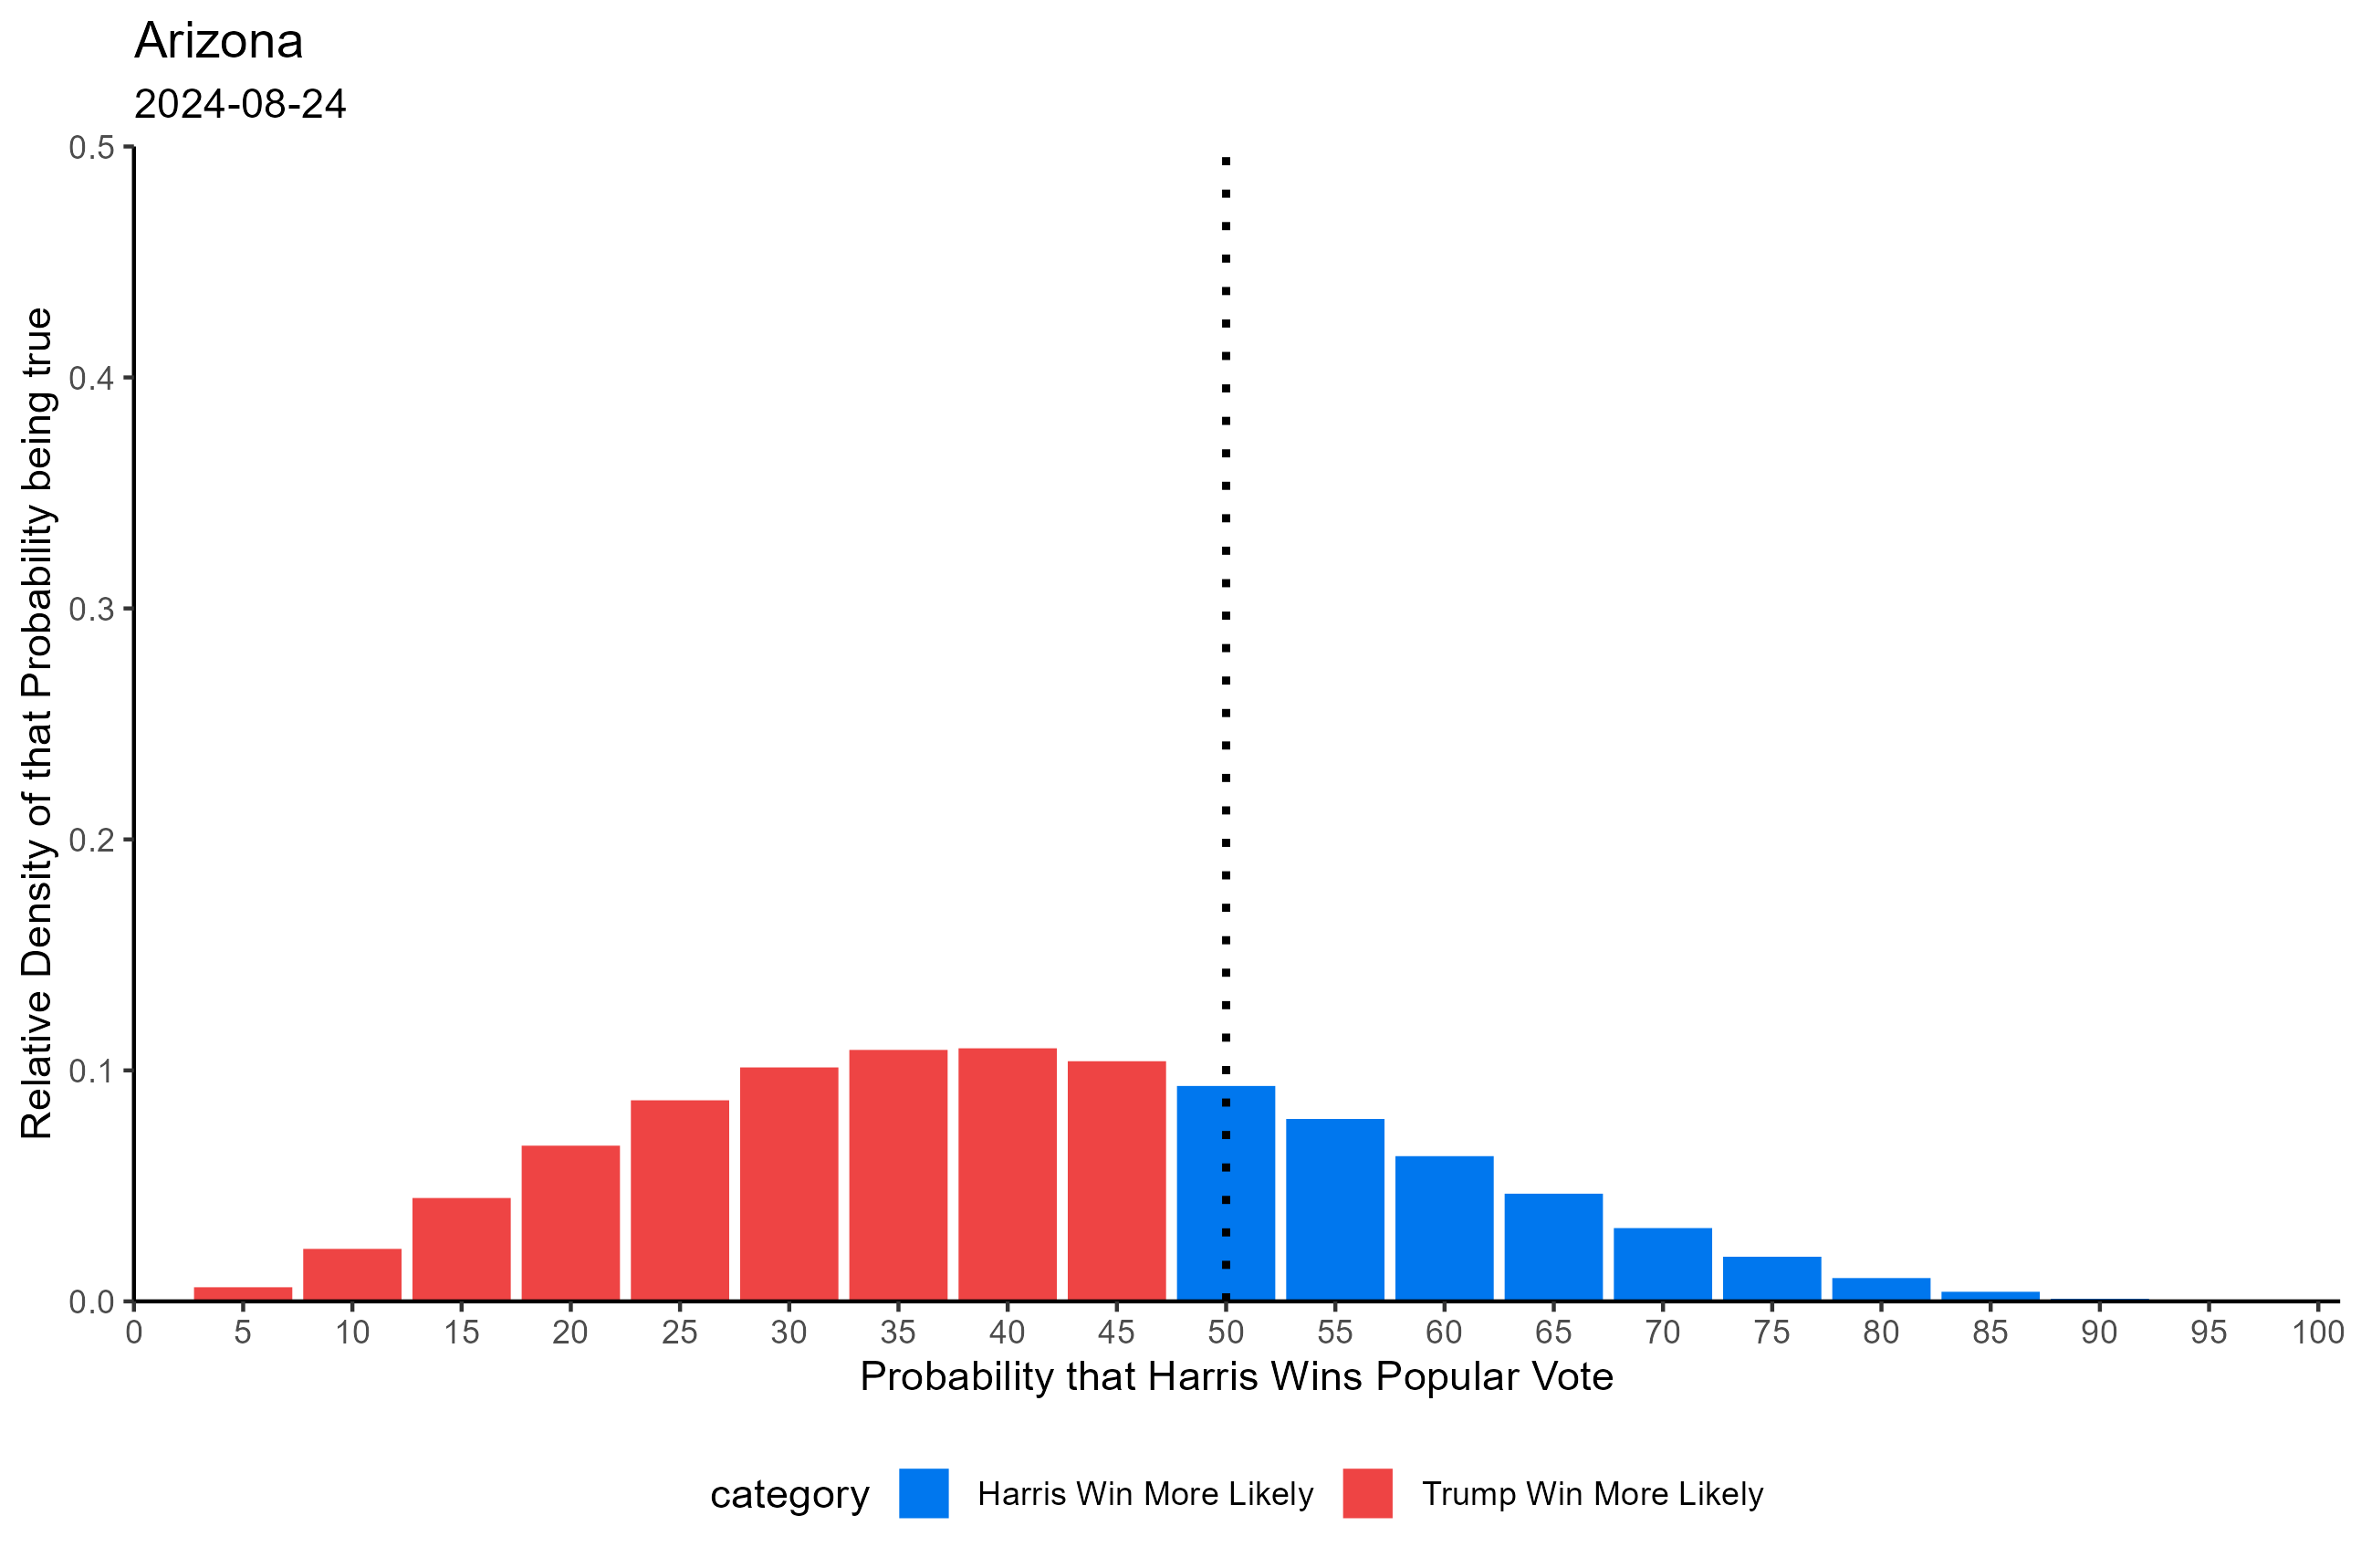 Arizona
2024-08-24
Relative Density of that Probability being true
0.5
0.4
0.3
0.2
0.1
0.0
0 5 10 15 20 25 30 35 40 45 50 55 60 65 70 75 80 85 90 95 100
Probability that Harris Wins Popular Vote
category Harris Win More Likely Trump Win More Likely